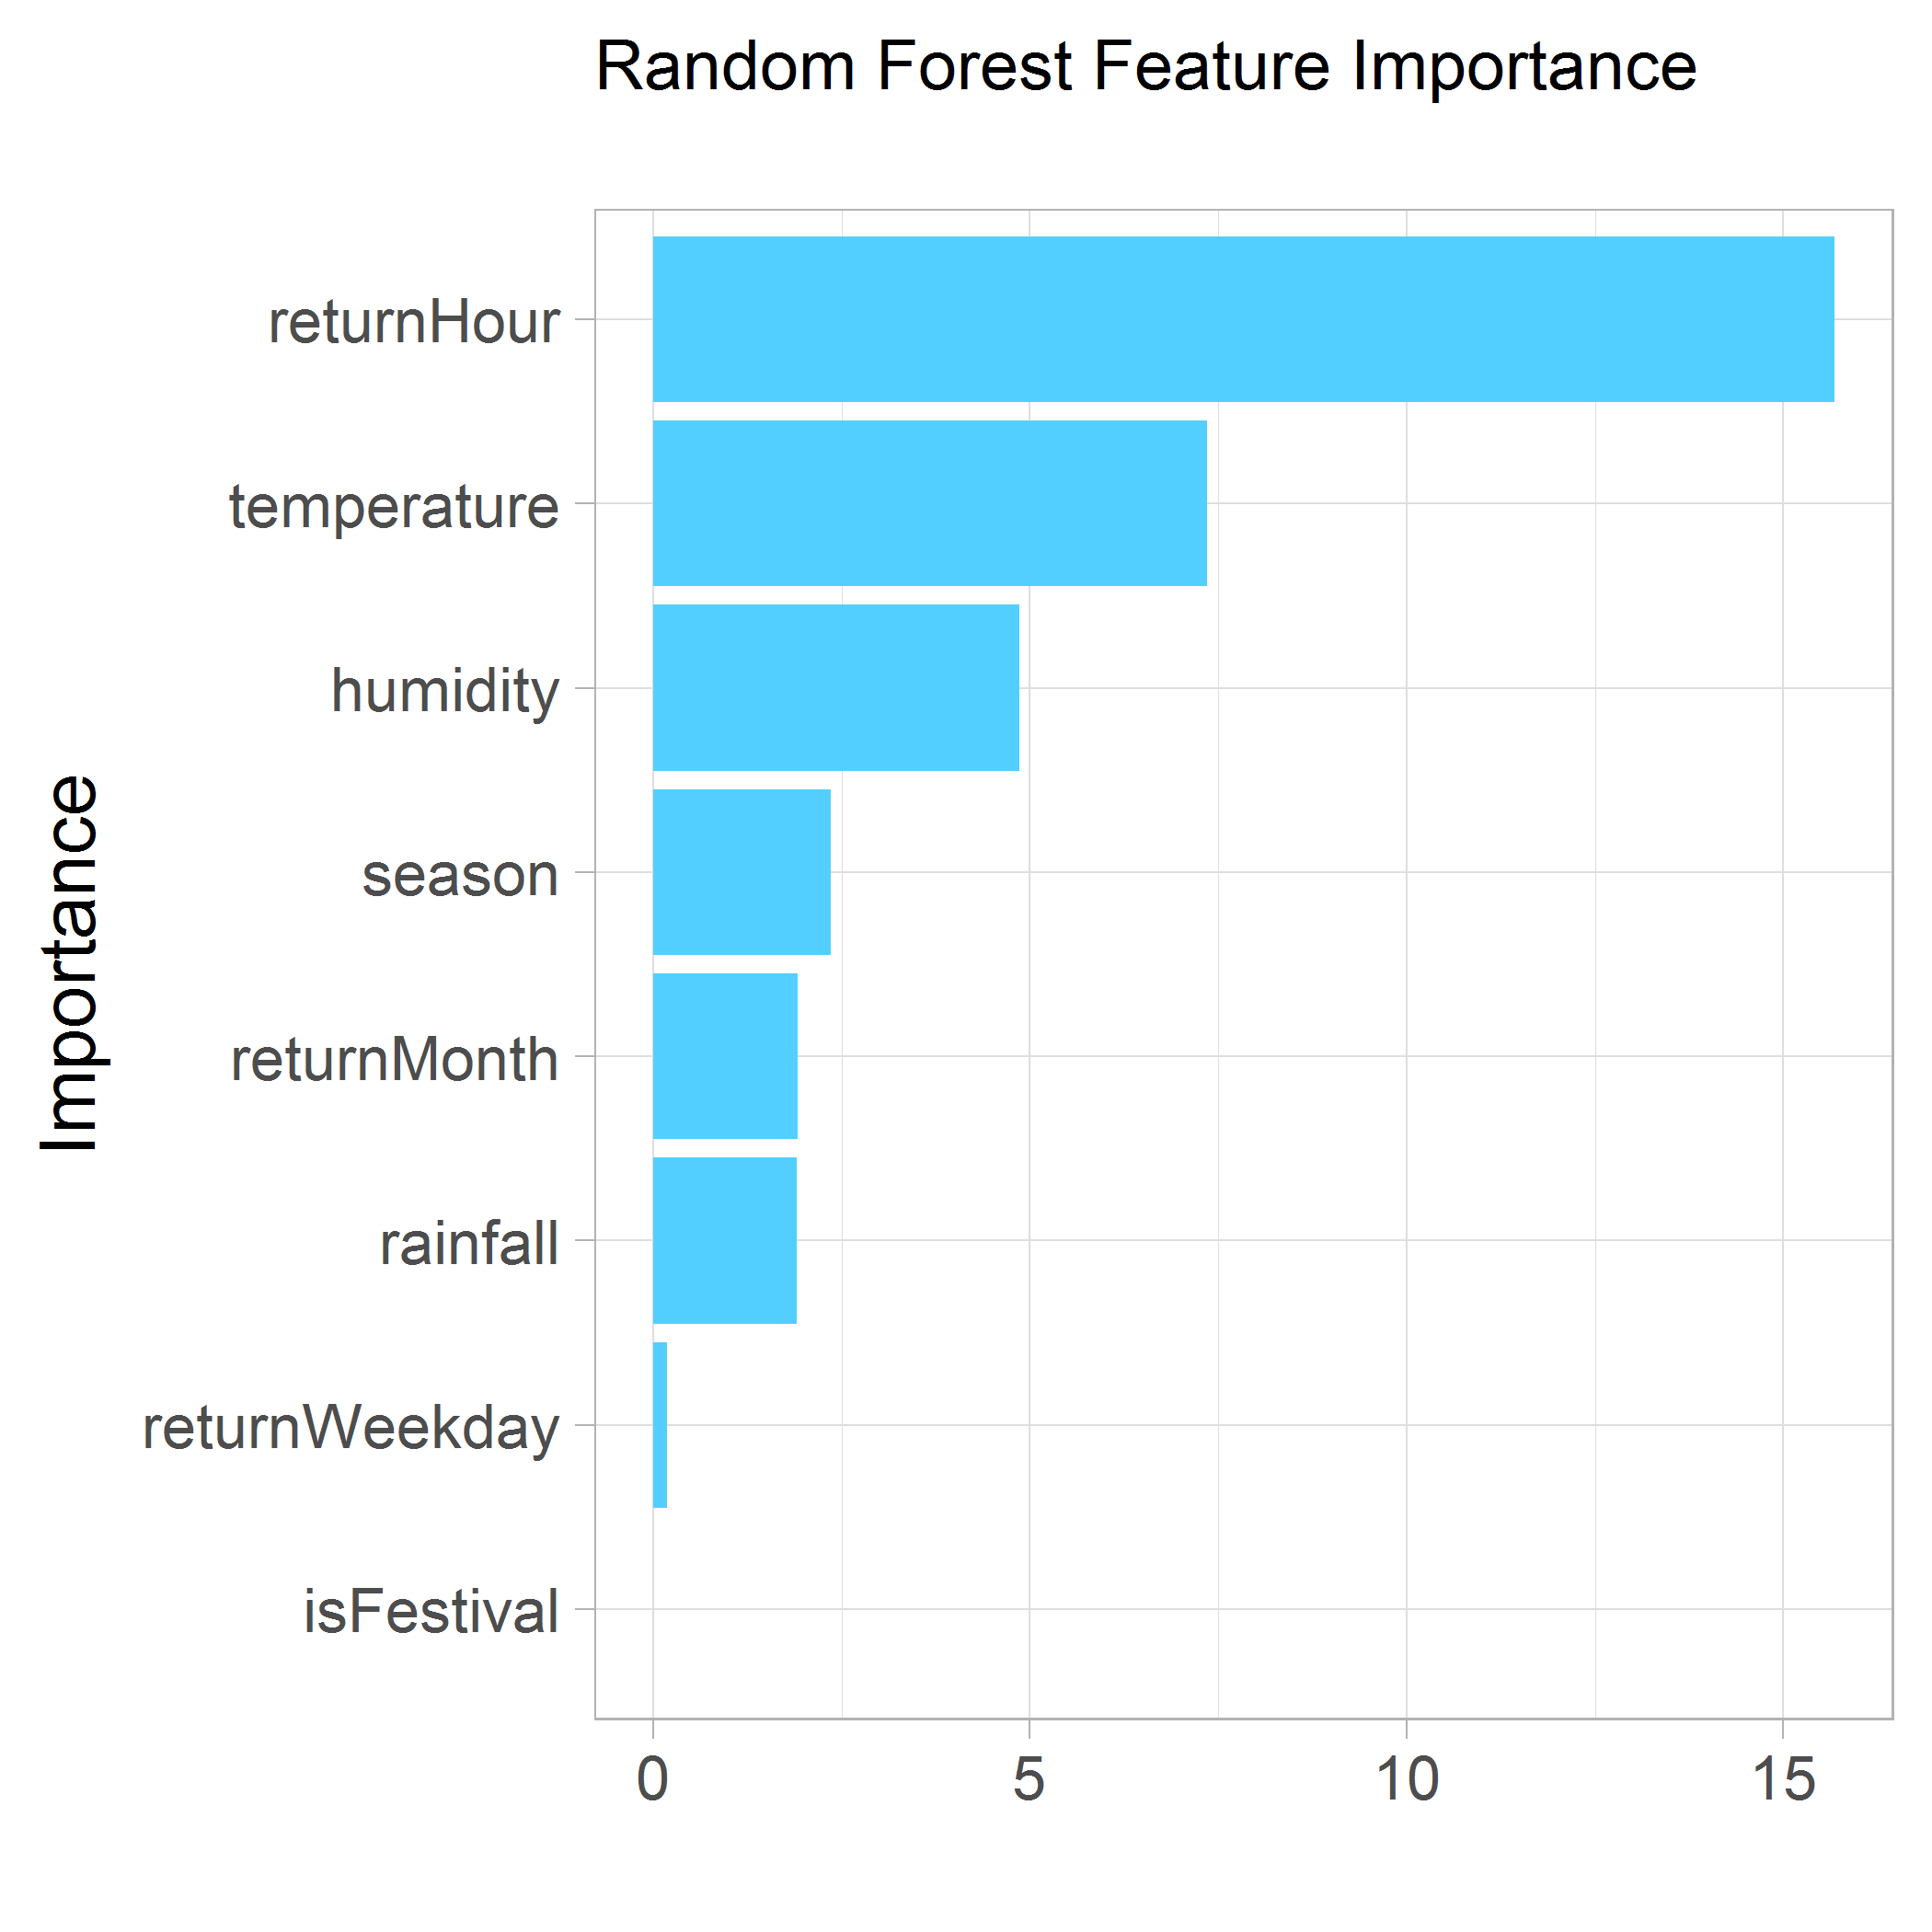 Random Forest Feature Importance
returnHour
temperature
humidity
season
returnMonth
rainfall
returnWeekday
isFestival
Importance
0 5 10 15